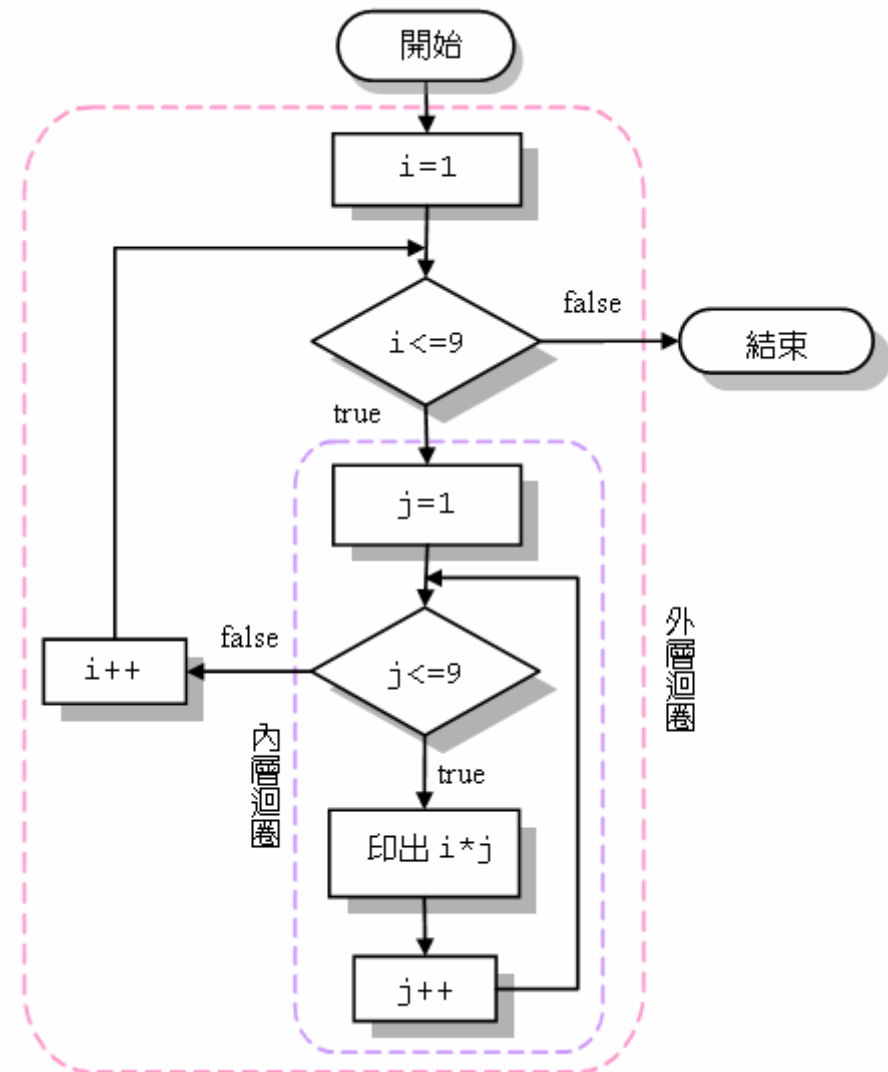 開始
i=1
i<=9
false
結束
true
j=1
j<=9
false
i++
true
印出 i*j
j++
內層迴圈
外層迴圈